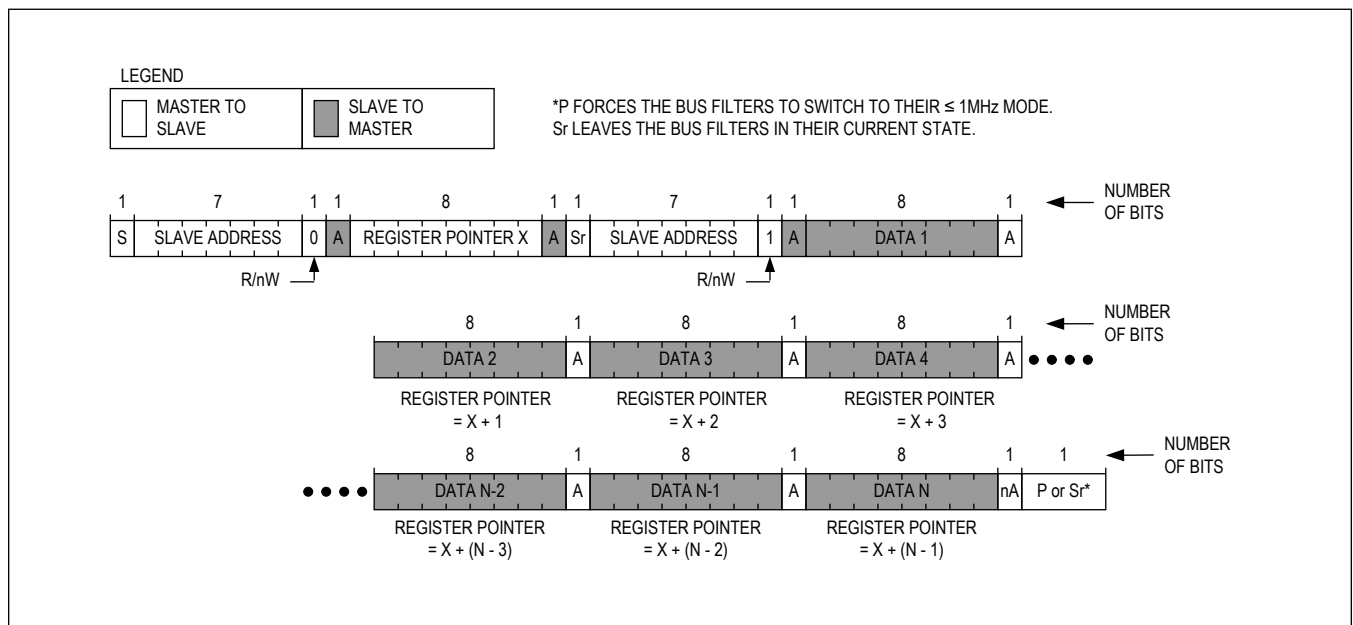 LEGEND
MASTER TO
SLAVE
SLAVE TO
MASTER
*P FORCES THE BUS FILTERS TO SWITCH TO THEIR ≤ 1MHz MODE.
Sr LEAVES THE BUS FILTERS IN THEIR CURRENT STATE.
1 7 1 1 8 1 1 7 1 1 8 1
NUMBER
OF BITS
S SLAVE ADDRESS 0 A REGISTER POINTER X A Sr SLAVE ADDRESS 1 A DATA 1 A
R/nW R/nW
8 1 8 1 8 1
NUMBER
OF BITS
DATA 2 A DATA 3 A DATA 4 A
REGISTER POINTER
= X + 1
REGISTER POINTER
= X + 2
REGISTER POINTER
= X + 3
8 1 8 1 8 1 1
NUMBER
OF BITS
DATA N-2 A DATA N-1 A DATA N nA P or Sr*
REGISTER POINTER
= X + (N - 3)
REGISTER POINTER
= X + (N - 2)
REGISTER POINTER
= X + (N - 1)